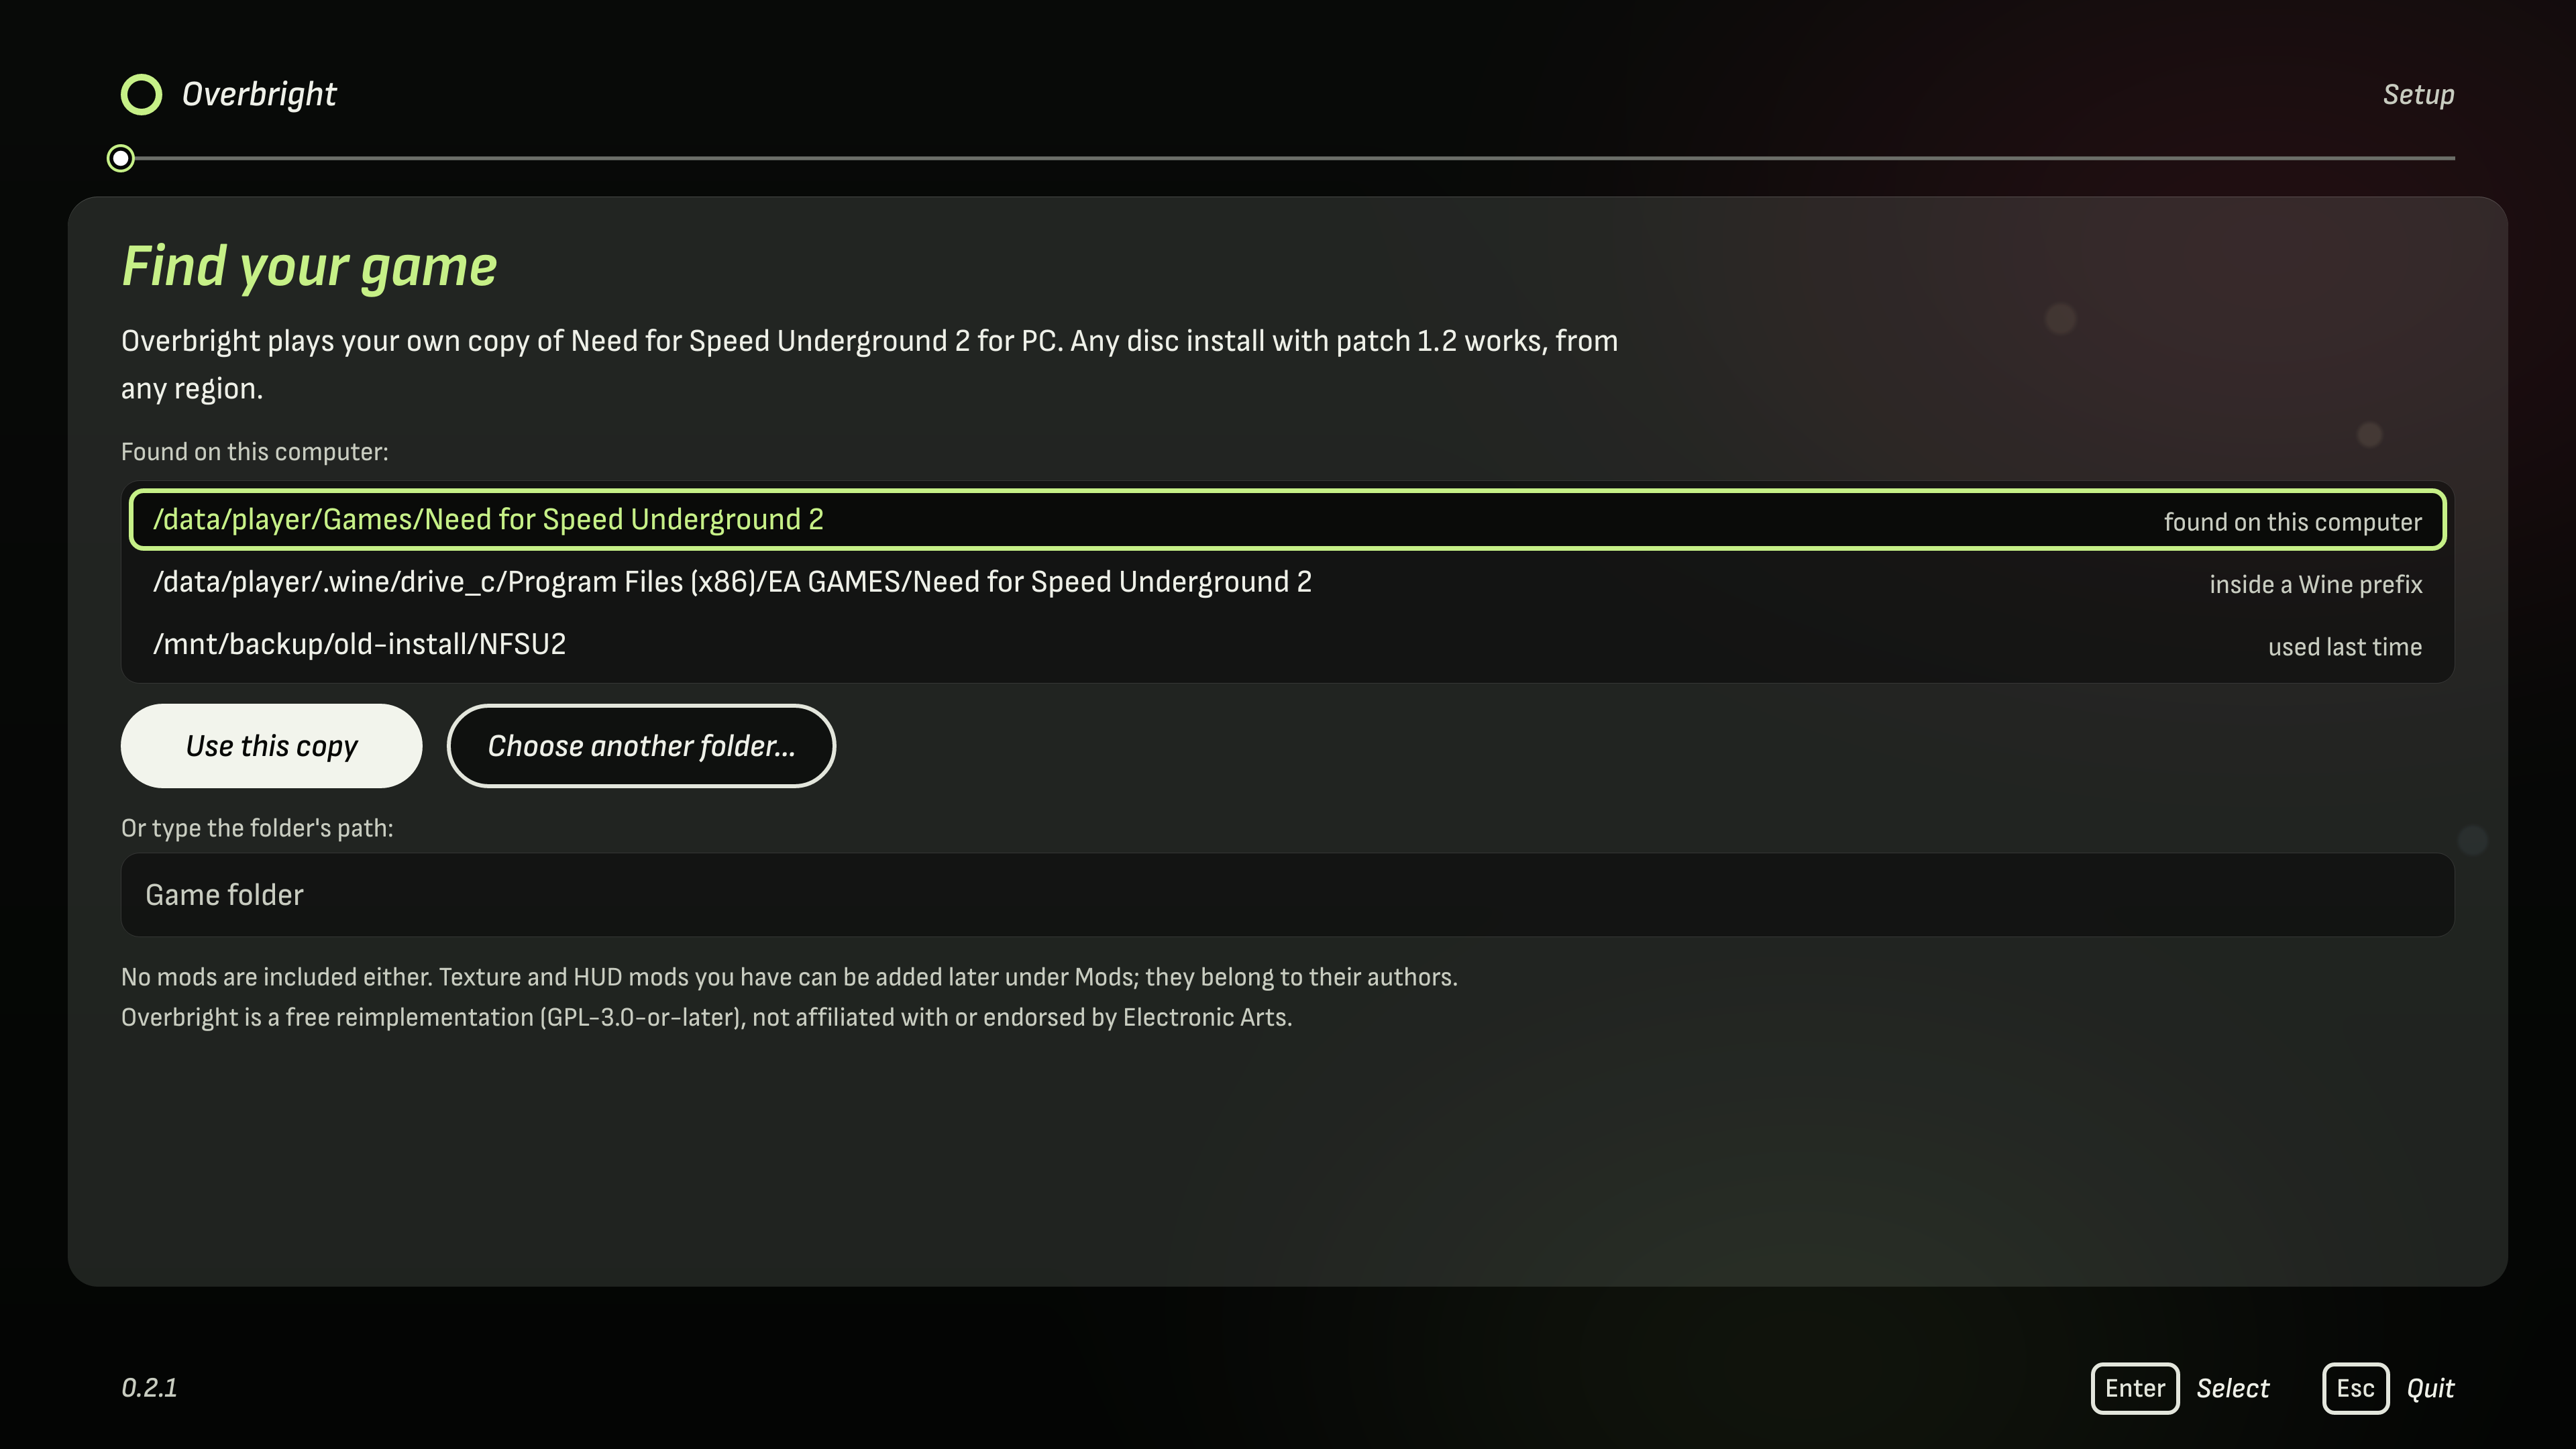 Overbright
Setup
Find your game
Overbright plays your own copy of Need for Speed Underground 2 for PC. Any disc install with patch 1.2 works, from
any region.
Found on this computer:
/data/player/Games/Need for Speed Underground 2
found on this computer
/data/player/.wine/drive_c/Program Files (x86)/EA GAMES/Need for Speed Underground 2
inside a Wine prefix
/mnt/backup/old-install/NFSU2
used last time
Use this copy
Choose another folder...
Or type the folder's path:
Game folder
No mods are included either. Texture and HUD mods you have can be added later under Mods; they belong to their authors.
Overbright is a free reimplementation (GPL-3.0-or-later), not affiliated with or endorsed by Electronic Arts.
0.2.1
Enter Select
Esc Quit